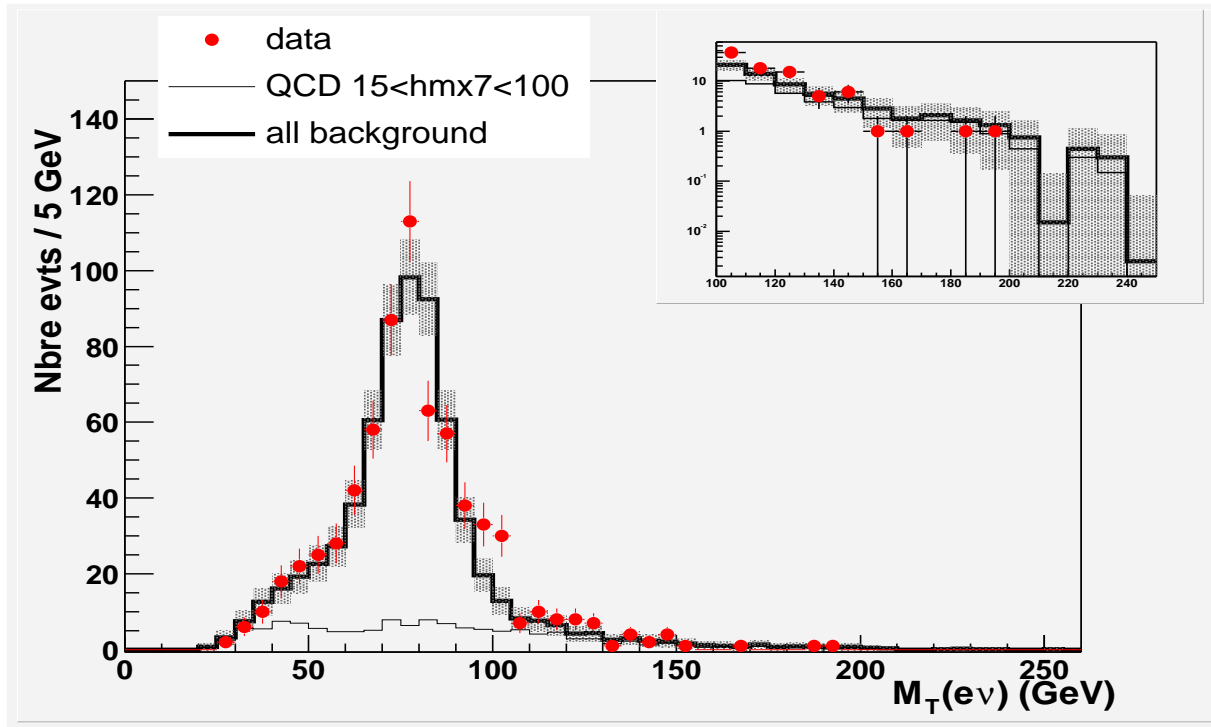 data
QCD 15<hmx7<100
all background
Nbre evts / 5 GeV
140
120
100
80
60
40
20
0
0 50 100 150 200 250
M_T(eν) (GeV)
10
1
10^-1
10^-2
100 120 140 160 180 200 220 240